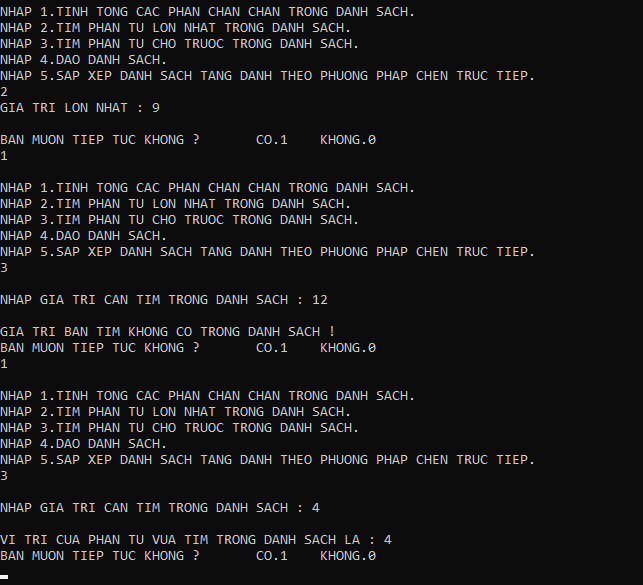 NHAP 1.TINH TONG CAC PHAN CHAN CHAN TRONG DANH SACH.
NHAP 2.TIM PHAN TU LON NHAT TRONG DANH SACH.
NHAP 3.TIM PHAN TU CHO TRUOC TRONG DANH SACH.
NHAP 4.DAO DANH SACH.
NHAP 5.SAP XEP DANH SACH TANG DANH THEO PHUONG PHAP CHEN TRUC TIEP.
2
GIA TRI LON NHAT : 9
BAN MUON TIEP TUC KHONG ? CO.1 KHONG.0
1
NHAP 1.TINH TONG CAC PHAN CHAN CHAN TRONG DANH SACH.
NHAP 2.TIM PHAN TU LON NHAT TRONG DANH SACH.
NHAP 3.TIM PHAN TU CHO TRUOC TRONG DANH SACH.
NHAP 4.DAO DANH SACH.
NHAP 5.SAP XEP DANH SACH TANG DANH THEO PHUONG PHAP CHEN TRUC TIEP.
3
NHAP GIA TRI CAN TIM TRONG DANH SACH : 12
GIA TRI BAN TIM KHONG CO TRONG DANH SACH !
BAN MUON TIEP TUC KHONG ? CO.1 KHONG.0
1
NHAP 1.TINH TONG CAC PHAN CHAN CHAN TRONG DANH SACH.
NHAP 2.TIM PHAN TU LON NHAT TRONG DANH SACH.
NHAP 3.TIM PHAN TU CHO TRUOC TRONG DANH SACH.
NHAP 4.DAO DANH SACH.
NHAP 5.SAP XEP DANH SACH TANG DANH THEO PHUONG PHAP CHEN TRUC TIEP.
3
NHAP GIA TRI CAN TIM TRONG DANH SACH : 4
VI TRI CUA PHAN TU VUA TIM TRONG DANH SACH LA : 4
BAN MUON TIEP TUC KHONG ? CO.1 KHONG.0